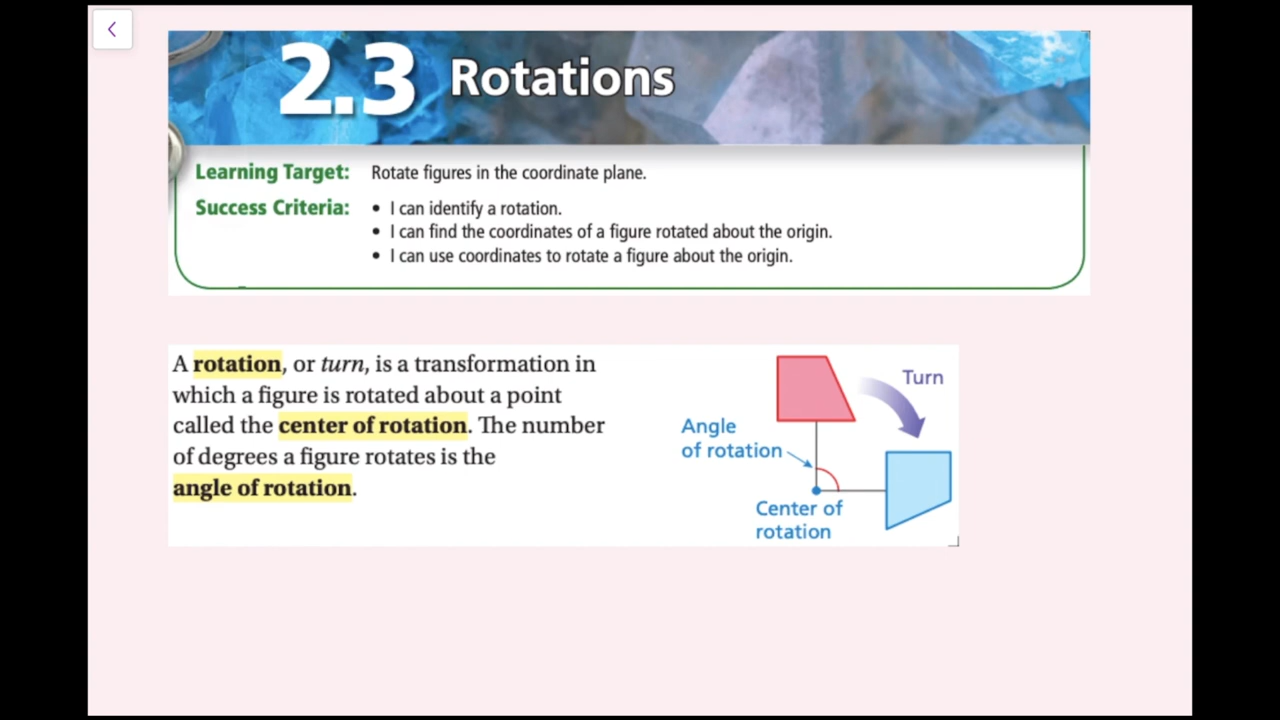 2.3 Rotations
Learning Target: Rotate figures in the coordinate plane.
Success Criteria: • I can identify a rotation.
• I can find the coordinates of a figure rotated about the origin.
• I can use coordinates to rotate a figure about the origin.
A rotation, or turn, is a transformation in
which a figure is rotated about a point
called the center of rotation. The number
of degrees a figure rotates is the
angle of rotation.
Turn
Angle
of rotation
Center of
rotation